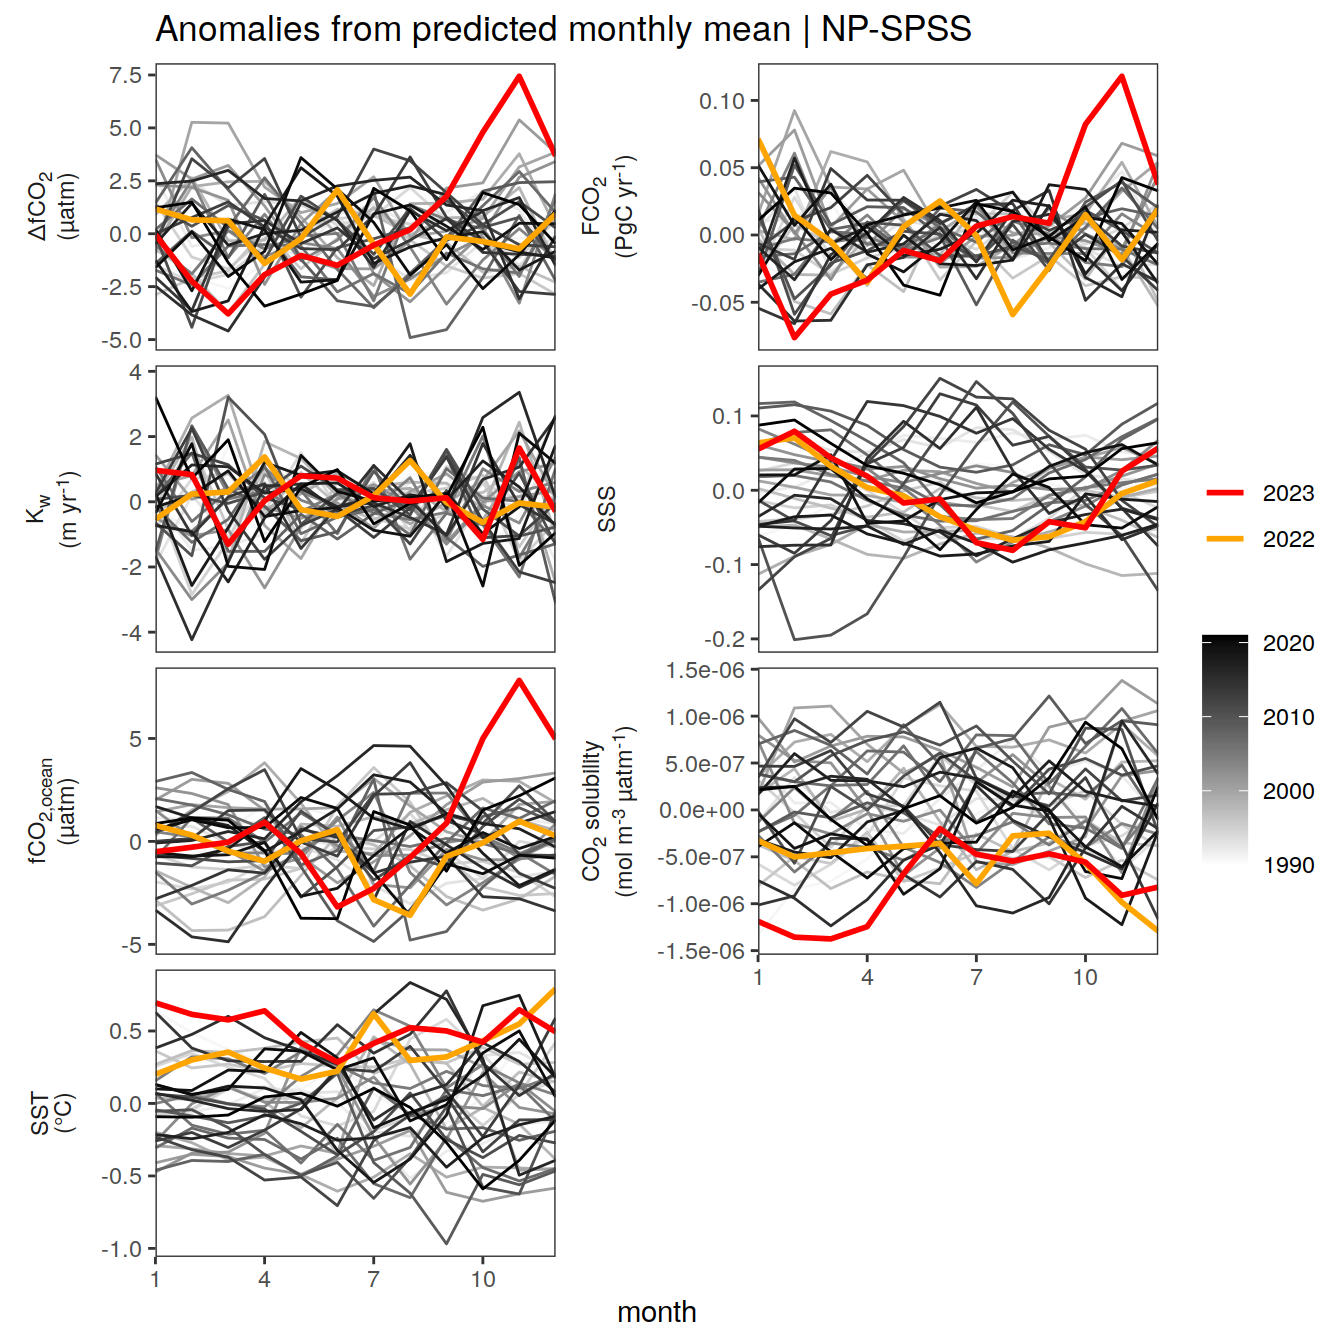 Anomalies from predicted monthly mean | NP-SPSS
ΔfCO2
(µatm)
7.5
5.0
2.5
0.0
-2.5
-5.0
FCO2
(PgC yr-1)
0.10
0.05
0.00
-0.05
Kw
(m yr-1)
4
2
0
-2
-4
SSS
0.1
0.0
-0.1
-0.2
fCO2,ocean
(µatm)
5
0
-5
CO2 solubility
(mol m-3 µatm-1)
1.5e-06
1.0e-06
5.0e-07
0.0e+00
-5.0e-07
-1.0e-06
-1.5e-06
1 4 7 10
SST
(°C)
0.5
0.0
-0.5
-1.0
1 4 7 10
month
2023
2022
2020
2010
2000
1990